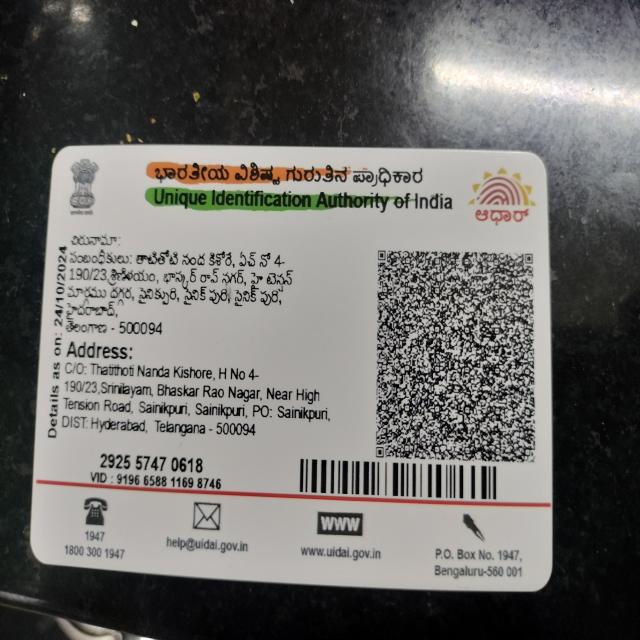 ಭಾರತೀಯ ವಿಶಿಷ್ಟ ಗುರುತಿನ ಪ್ರಾಧಿಕಾರ
Unique Identification Authority of India
ಆಧಾರ್
Details as on: 24/10/2024
చిరునామా:
సంబంధీకులు: తాటితోటి నంద కిశోర్, ఏచ్ నో 4-
190/23,శ్రీనిలయం, భాస్కర్ రావ్ నగర్, హై టెన్షన్
మార్గము దగ్గర, సైనిక్పురి, సైనిక్ పురి, సైనిక్ పురి,
హైదరాబాద్,
తెలంగాణ - 500094
Address:
C/O: Thatithoti Nanda Kishore, H No 4-
190/23,Srinilayam, Bhaskar Rao Nagar, Near High
Tension Road, Sainikpuri, Sainikpuri, PO: Sainikpuri,
DIST: Hyderabad, Telangana - 500094
2925 5747 0618
VID : 9196 6588 1169 8746
1947
1800 300 1947
help@uidai.gov.in
www
www.uidai.gov.in
P.O. Box No. 1947,
Bengaluru-560 001